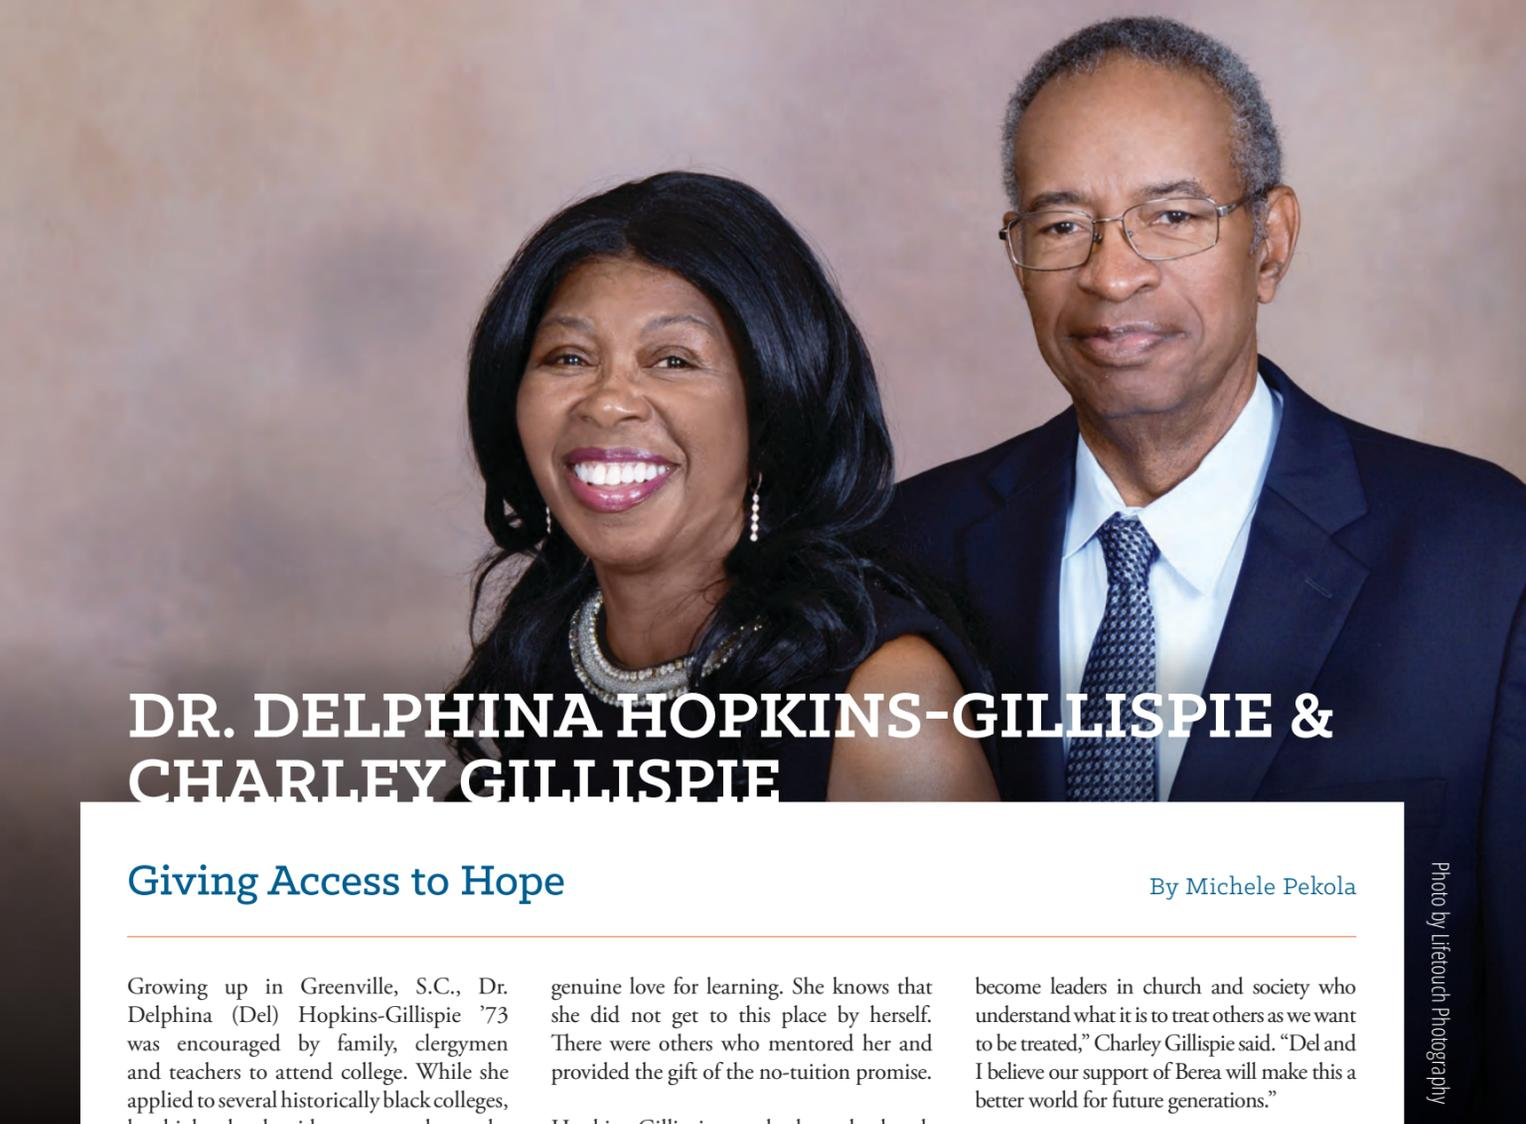 DR. DELPHINA HOPKINS-GILLISPIE &
CHARLEY GILLISPIE
Giving Access to Hope
By Michele Pekola
Growing up in Greenville, S.C., Dr.
Delphina (Del) Hopkins-Gillispie ’73
was encouraged by family, clergymen
and teachers to attend college. While she
applied to several historically black colleges,
genuine love for learning. She knows that
she did not get to this place by herself.
There were others who mentored her and
provided the gift of the no-tuition promise.
become leaders in church and society who
understand what it is to treat others as we want
to be treated,” Charley Gillispie said. “Del and
I believe our support of Berea will make this a
better world for future generations.”
Photo by Lifetouch Photography